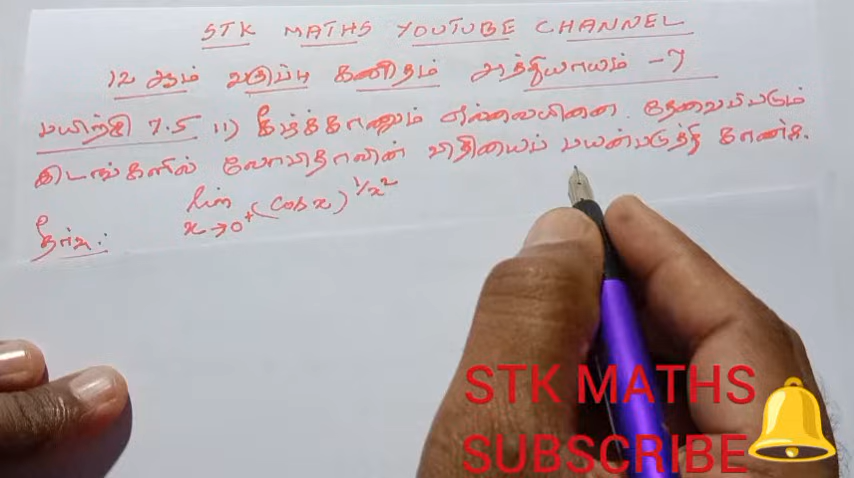 STK MATHS YOUTUBE CHANNEL
12 ஆம் வகுப்பு கணிதம் அத்தியாயம் -7
பயிற்சி 7.5 11) கீழ்க்காணும் எல்லையினை, தேவைப்படும்
இடங்களில் லோபிதாலின் விதியைப் பயன்படுத்தி காண்க.
lim x→0⁺ (cos x)^1/x²
தீர்வு:
STK MATHS
SUBSCRIBE